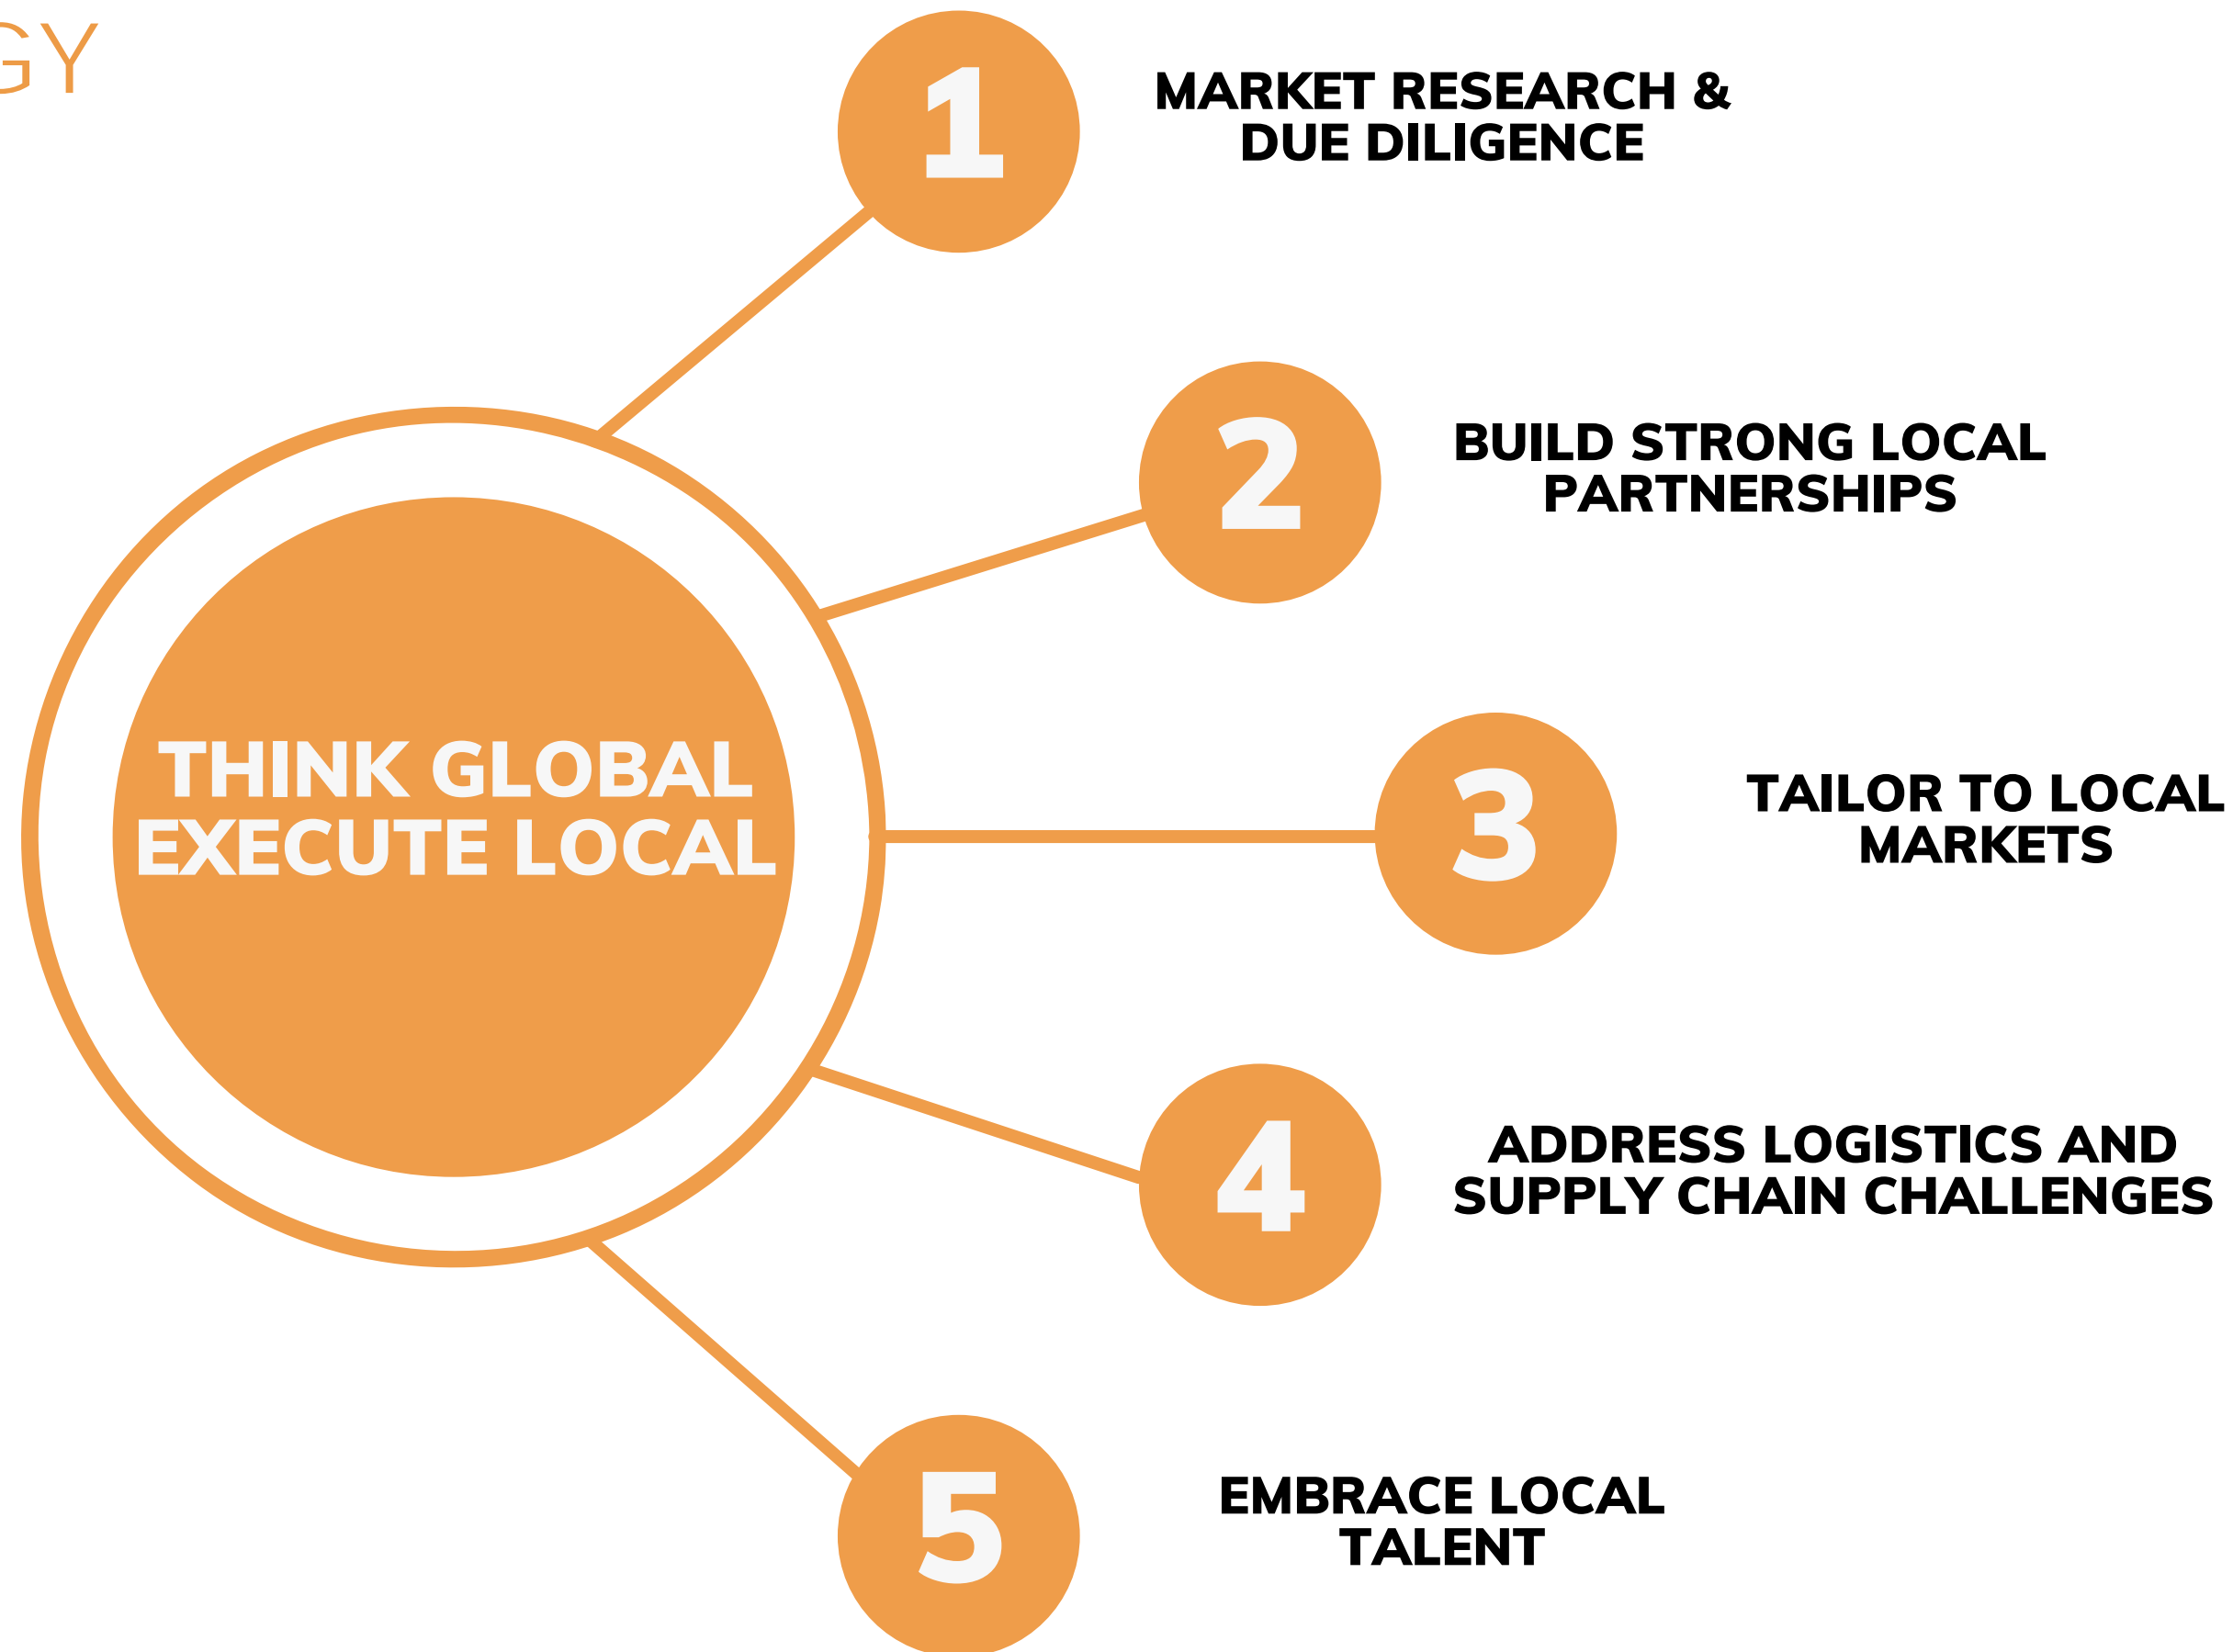 GY
1
MARKET RESEARCH &
DUE DILIGENCE
2
BUILD STRONG LOCAL
PARTNERSHIPS
THINK GLOBAL
EXECUTE LOCAL
3
TAILOR TO LOCAL
MARKETS
4
ADDRESS LOGISTICS AND
SUPPLY CHAIN CHALLENGES
5
EMBRACE LOCAL
TALENT